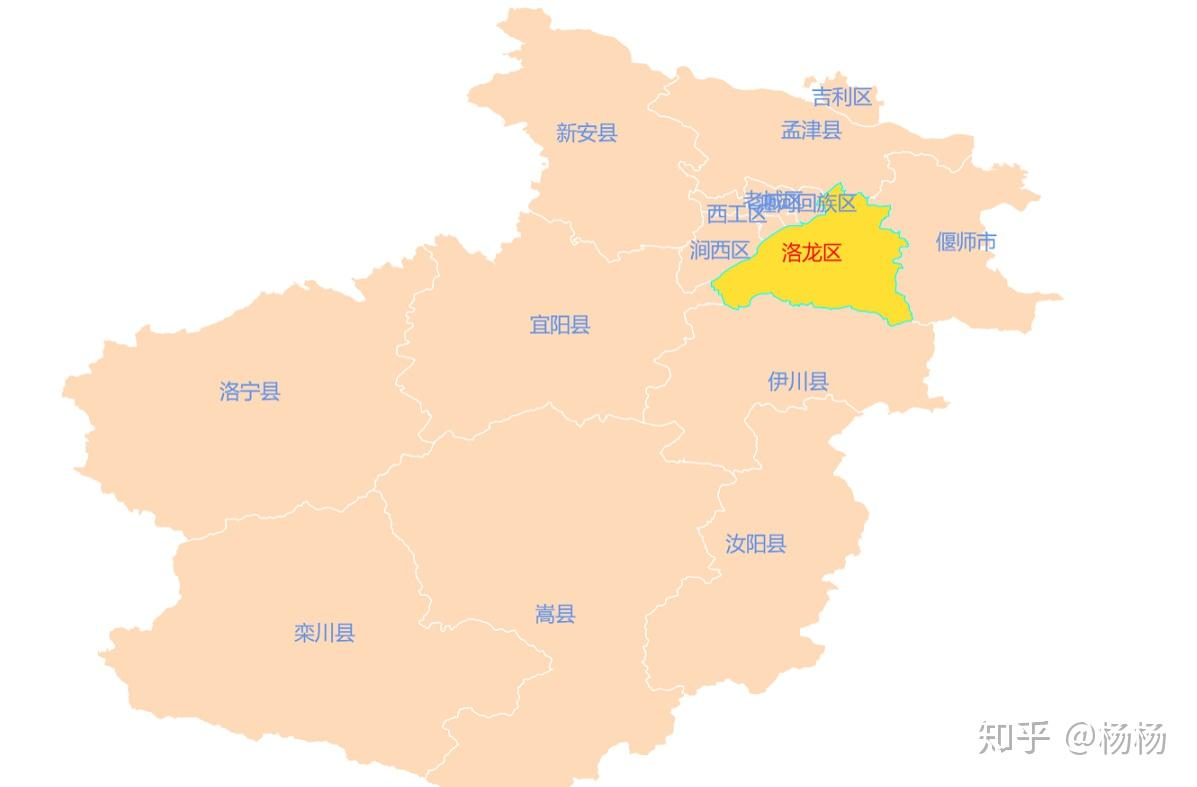 吉利区
新安县
孟津县
老城区
瀍河回族区
西工区
偃师市
涧西区
洛龙区
宜阳县
伊川县
洛宁县
汝阳县
嵩县
栾川县
知乎 @杨杨